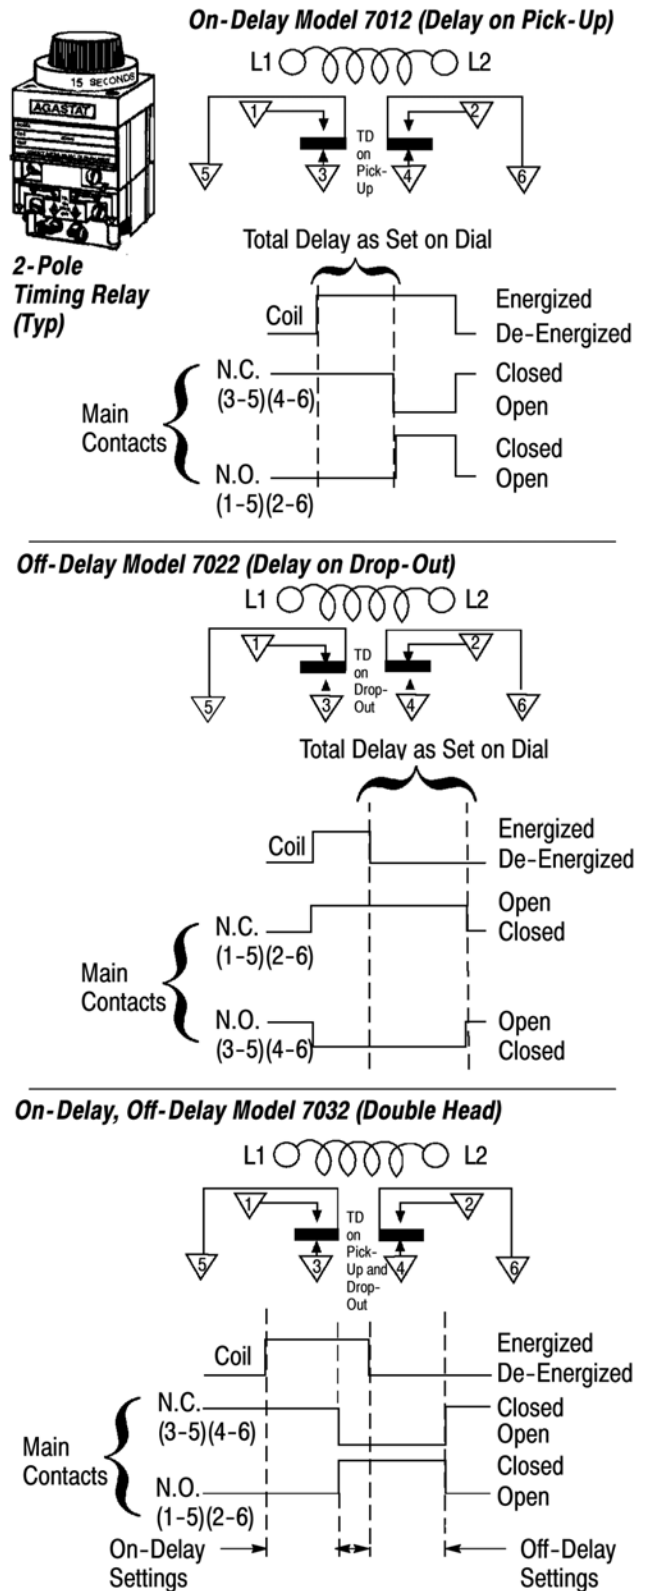 On-Delay Model 7012 (Delay on Pick-Up)
L1 L2
15 SECONDS
AGASTAT
1 2
TD
on
Pick-
Up
5 3 4 6
2-Pole
Timing Relay
(Typ)
Total Delay as Set on Dial
Coil
Energized
De-Energized
Main
Contacts
N.C.
(3-5)(4-6)
Closed
Open
N.O.
(1-5)(2-6)
Closed
Open
Off-Delay Model 7022 (Delay on Drop-Out)
L1 L2
1 2
TD
on
Drop-
Out
5 3 4 6
Total Delay as Set on Dial
Coil
Energized
De-Energized
Main
Contacts
N.C.
(1-5)(2-6)
Open
Closed
N.O.
(3-5)(4-6)
Open
Closed
On-Delay, Off-Delay Model 7032 (Double Head)
L1 L2
1 2
TD
on
Pick-
Up and
Drop-
Out
5 3 4 6
Coil
Energized
De-Energized
Main
Contacts
N.C.
(3-5)(4-6)
Closed
Open
N.O.
(1-5)(2-6)
Closed
Open
On-Delay
Settings
Off-Delay
Settings